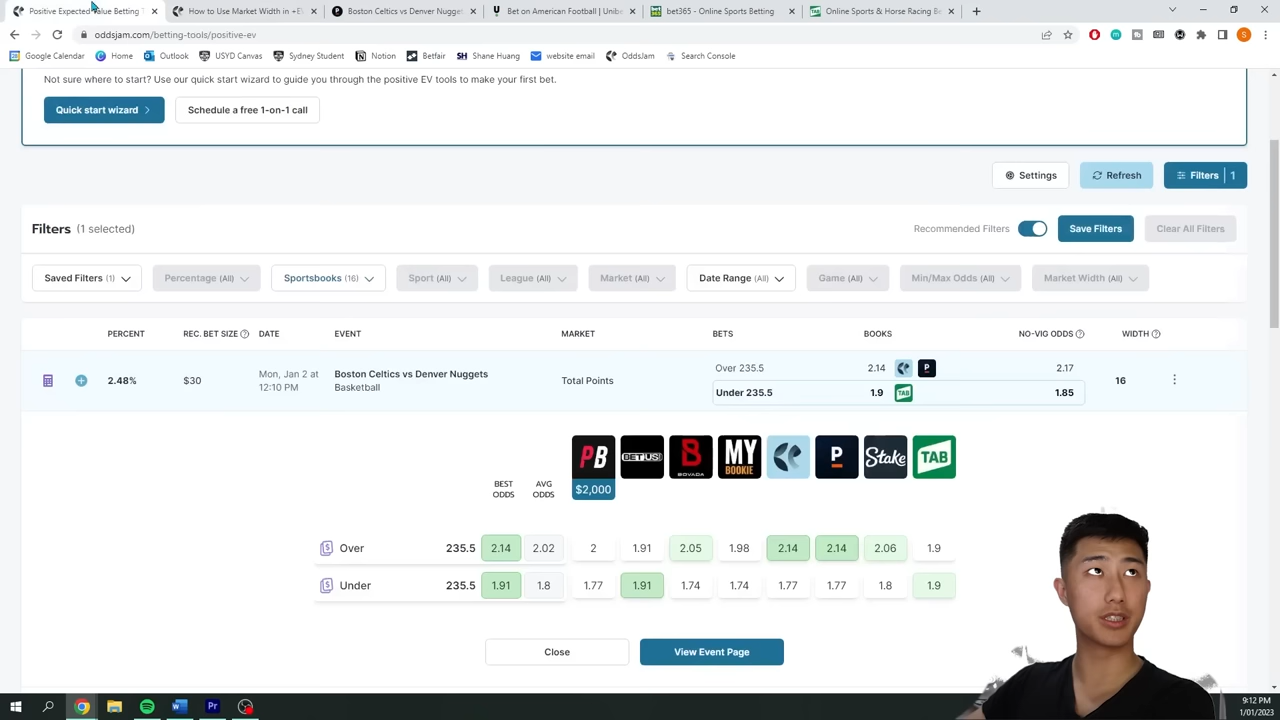 Positive Expected Value Betting T
How to Use Market Width in +E
Boston Celtics vs Denver Nugget
Bet on American Football | Unib
bet365 - Online Sports Betting
TAB Online Sports & Horse Racing B
oddsjam.com/betting-tools/positive-ev
Google Calendar
Home
Outlook
USYD Canvas
Sydney Student
Notion
Betfair
SH Shane Huang
website email
OddsJam
Search Console
Not sure where to start? Use our quick start wizard to guide you through the positive EV tools to make your first bet.
Quick start wizard
Schedule a free 1-on-1 call
Settings
Refresh
Filters 1
Filters (1 selected)
Recommended Filters
Save Filters
Clear All Filters
Saved Filters (1)
Percentage (All)
Sportsbooks (16)
Sport (All)
League (All)
Market (All)
Date Range (All)
Game (All)
Min/Max Odds (All)
Market Width (All)
PERCENT
REC. BET SIZE
DATE
EVENT
MARKET
BETS
BOOKS
NO-VIG ODDS
WIDTH
2.48%
$30
Mon, Jan 2 at
12:10 PM
Boston Celtics vs Denver Nuggets
Basketball
Total Points
Over 235.5 2.14 P 2.17
Under 235.5 1.9 TAB 1.85
16
BEST
ODDS
AVG
ODDS
PB
$2,000
BETUS!
B
BOVADA
MY
BOOKIE
P
Stake
TAB
Over 235.5 2.14 2.02 2 1.91 2.05 1.98 2.14 2.14 2.06 1.9
Under 235.5 1.91 1.8 1.77 1.91 1.74 1.74 1.77 1.77 1.8 1.9
Close
View Event Page
9:12 PM
1/01/2023